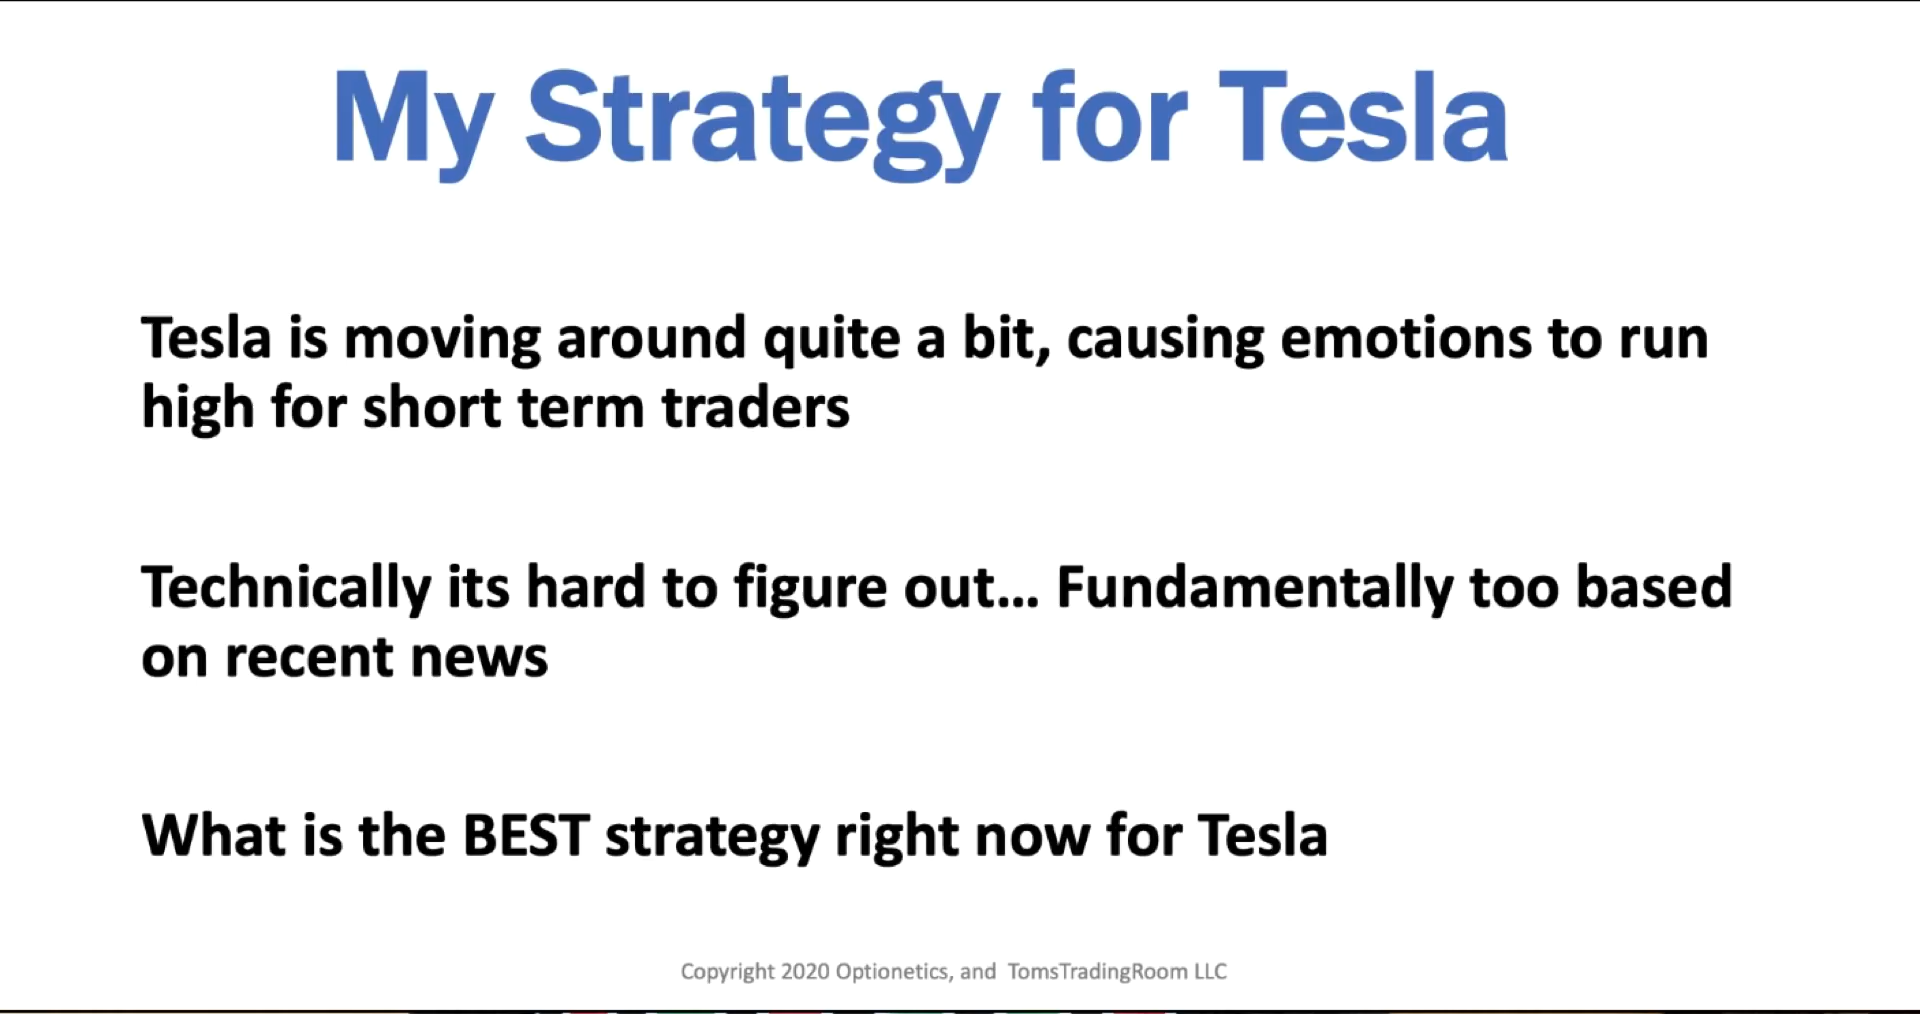 My Strategy for Tesla
Tesla is moving around quite a bit, causing emotions to run
high for short term traders
Technically its hard to figure out... Fundamentally too based
on recent news
What is the BEST strategy right now for Tesla
Copyright 2020 Optionetics, and TomsTradingRoom LLC